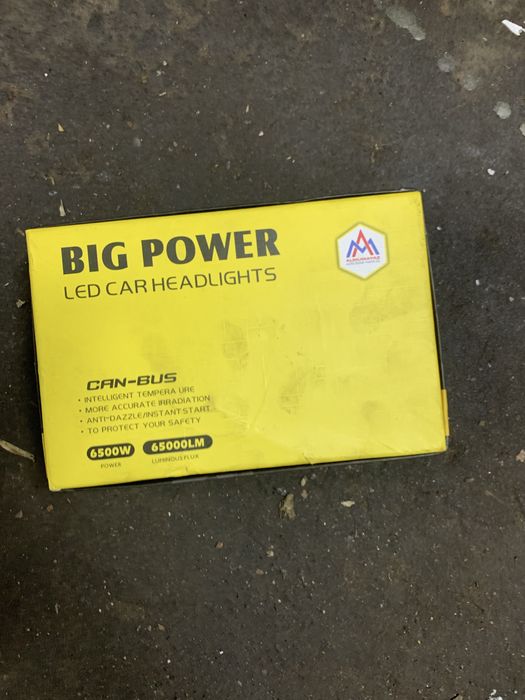 BIG POWER
LED CAR HEADLIGHTS
CAN-BUS
• INTELLIGENT TEMPERA URE
• MORE ACCURATE IRRADIATION
• ANTI-DAZZLE/INSTANT START
• TO PROTECT YOUR SAFETY
6500W 65000LM
POWER LUMINOUS FLUX